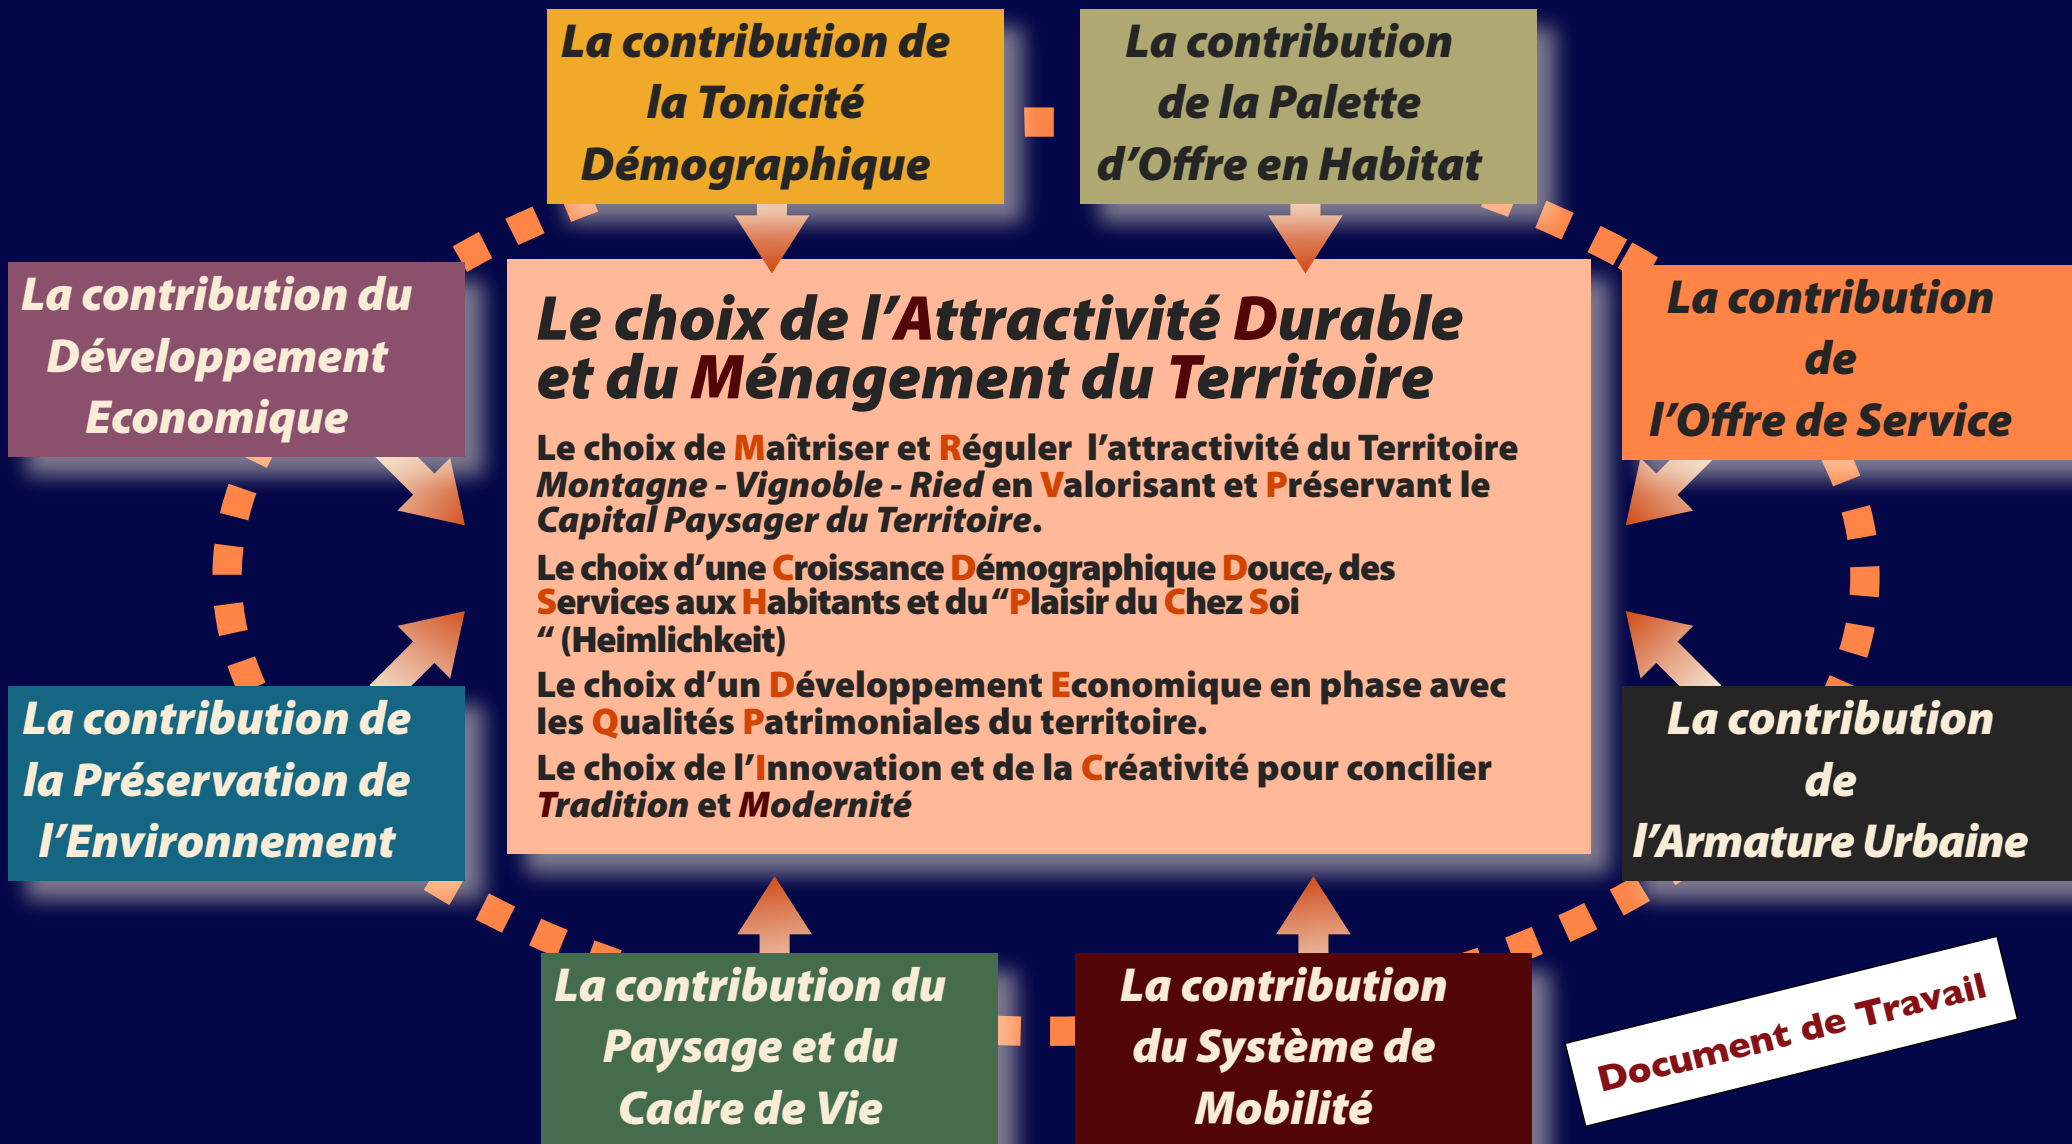 La contribution de
la Tonicité
Démographique
La contribution
de la Palette
d’Offre en Habitat
La contribution du
Développement
Economique
La contribution
de
l’Offre de Service
Le choix de l’Attractivité Durable
et du Ménagement du Territoire
Le choix de Maîtriser et Réguler l’attractivité du Territoire
Montagne - Vignoble - Ried en Valorisant et Préservant le
Capital Paysager du Territoire.
Le choix d’une Croissance Démographique Douce, des
Services aux Habitants et du “Plaisir du Chez Soi
“ (Heimlichkeit)
Le choix d’un Développement Economique en phase avec
les Qualités Patrimoniales du territoire.
Le choix de l’Innovation et de la Créativité pour concilier
Tradition et Modernité
La contribution de
la Préservation de
l’Environnement
La contribution
de
l’Armature Urbaine
La contribution du
Paysage et du
Cadre de Vie
La contribution
du Système de
Mobilité
Document de Travail